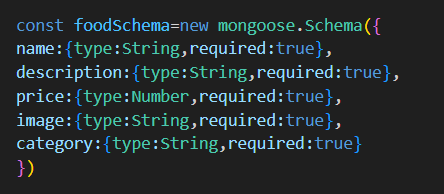 const foodSchema=new mongoose.Schema({
name:{type:String,required:true},
description:{type:String,required:true},
price:{type:Number,required:true},
image:{type:String,required:true},
category:{type:String,required:true}
})